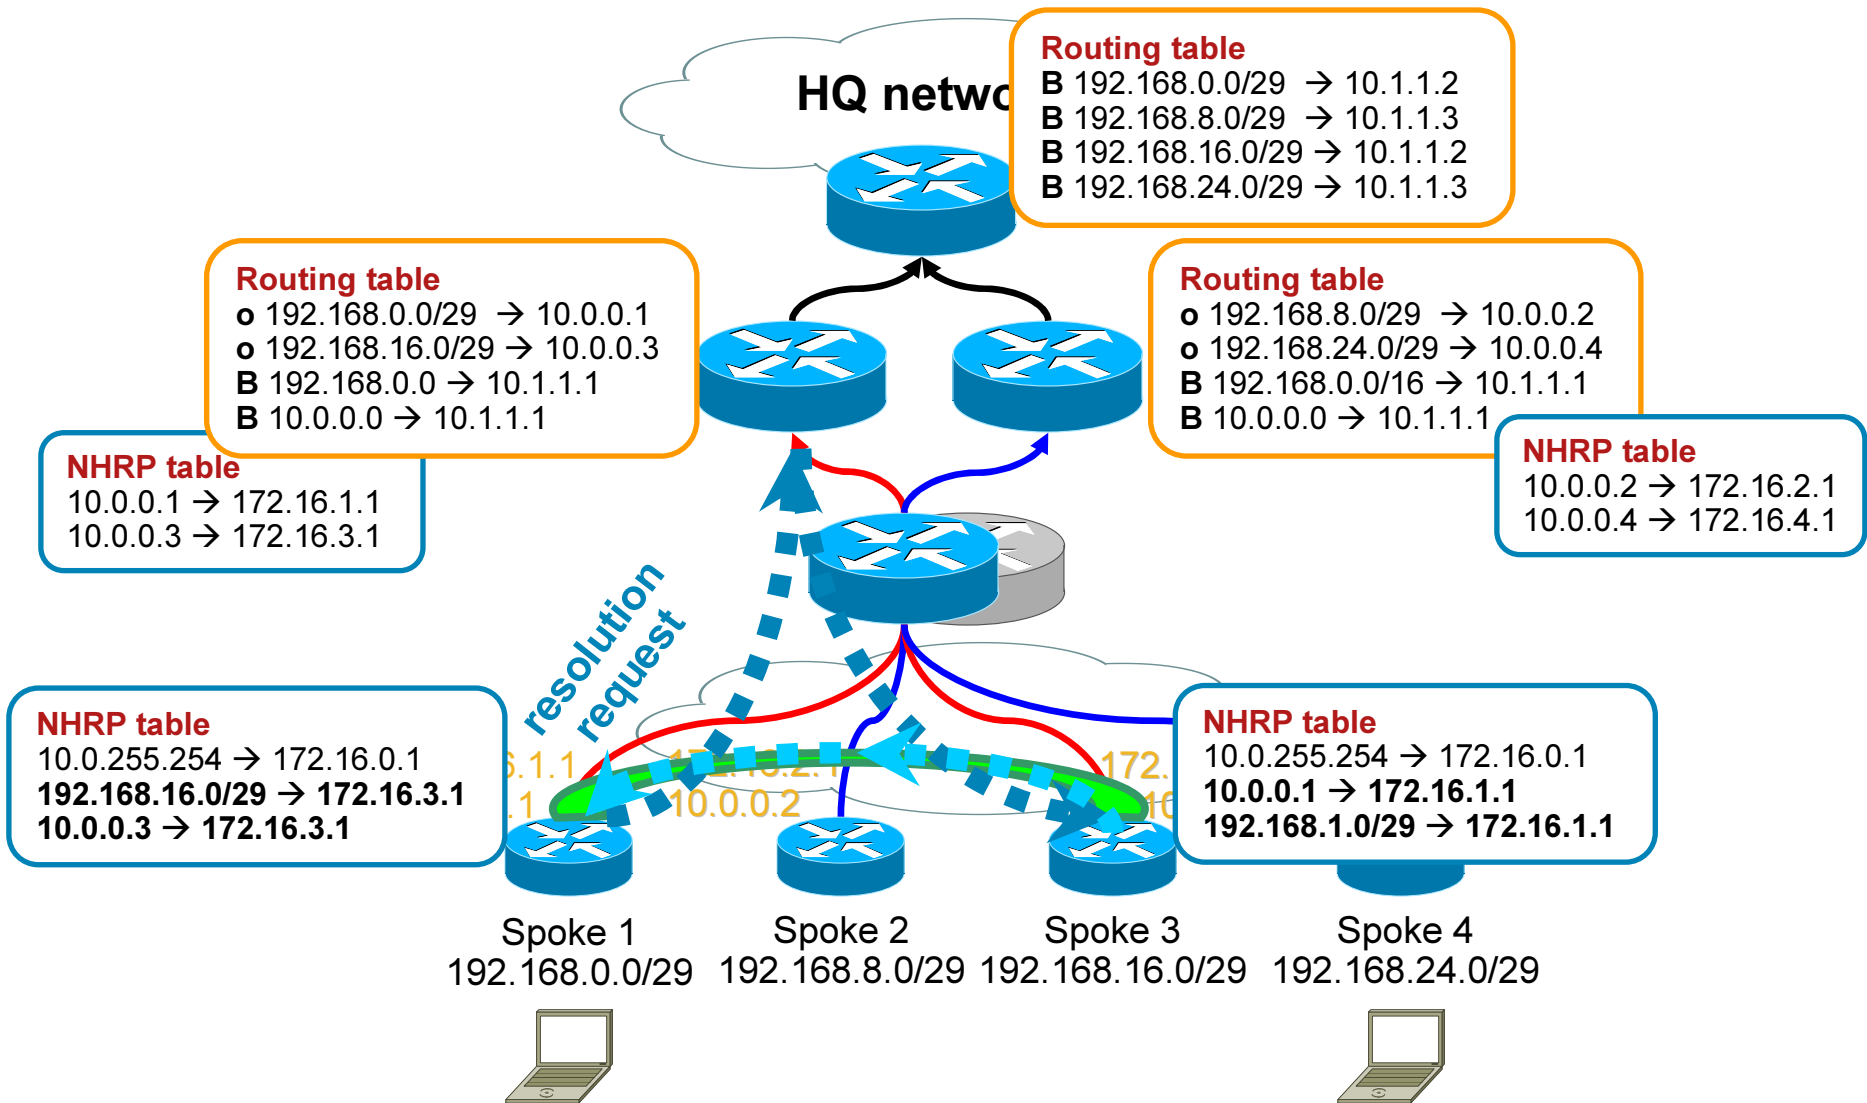 HQ netwo
Routing table
B 192.168.0.0/29 → 10.1.1.2
B 192.168.8.0/29 → 10.1.1.3
B 192.168.16.0/29 → 10.1.1.2
B 192.168.24.0/29 → 10.1.1.3
Routing table
o 192.168.0.0/29 → 10.0.0.1
o 192.168.16.0/29 → 10.0.0.3
B 192.168.0.0 → 10.1.1.1
B 10.0.0.0 → 10.1.1.1
Routing table
o 192.168.8.0/29 → 10.0.0.2
o 192.168.24.0/29 → 10.0.0.4
B 192.168.0.0/16 → 10.1.1.1
B 10.0.0.0 → 10.1.1.1
NHRP table
10.0.0.1 → 172.16.1.1
10.0.0.3 → 172.16.3.1
NHRP table
10.0.0.2 → 172.16.2.1
10.0.0.4 → 172.16.4.1
resolution
request
NHRP table
10.0.255.254 → 172.16.0.1
192.168.16.0/29 → 172.16.3.1
10.0.0.3 → 172.16.3.1
6.1.1
.1
172.16.2.1
10.0.0.2
172.
10
NHRP table
10.0.255.254 → 172.16.0.1
10.0.0.1 → 172.16.1.1
192.168.1.0/29 → 172.16.1.1
Spoke 1
192.168.0.0/29
Spoke 2
192.168.8.0/29
Spoke 3
192.168.16.0/29
Spoke 4
192.168.24.0/29